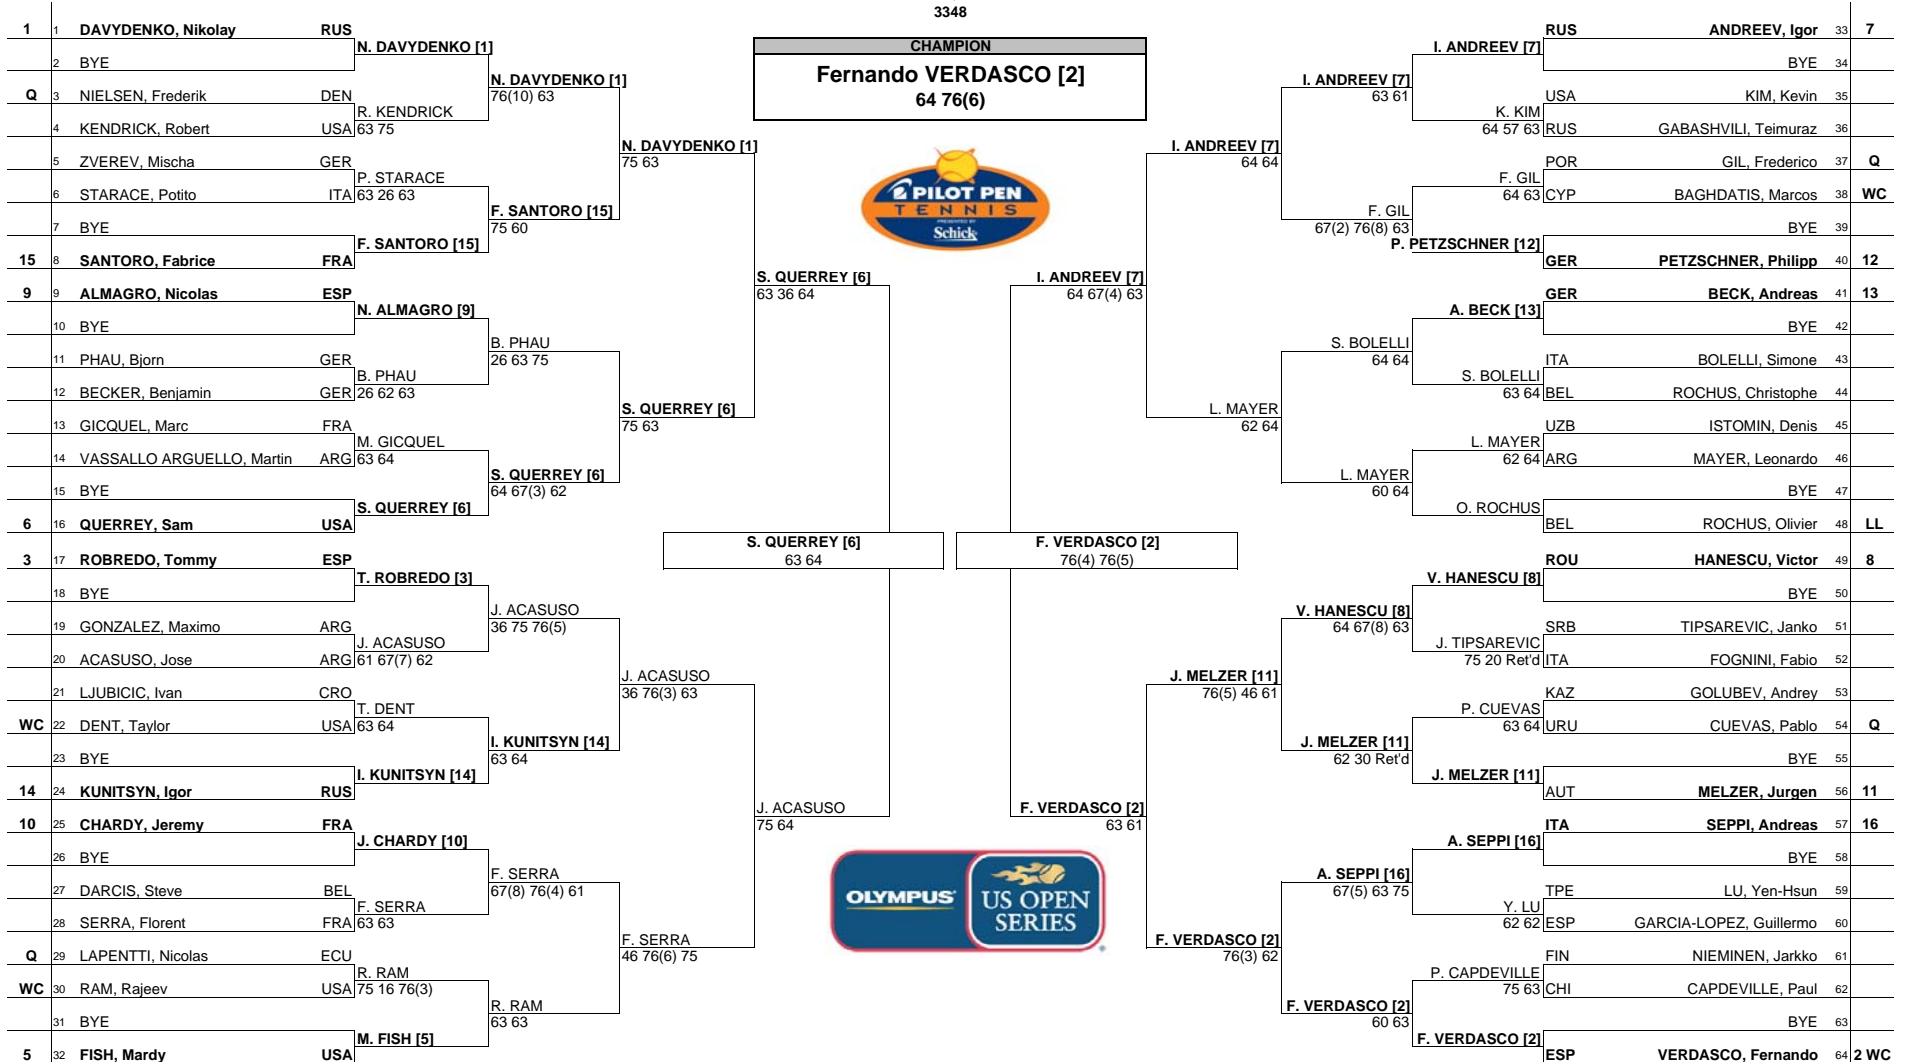 3348
CHAMPION
Fernando VERDASCO [2]
64 76(6)
1 1 DAVYDENKO, Nikolay RUS
2 BYE
Q 3 NIELSEN, Frederik DEN
4 KENDRICK, Robert USA
5 ZVEREV, Mischa GER
6 STARACE, Potito ITA
7 BYE
15 8 SANTORO, Fabrice FRA
9 9 ALMAGRO, Nicolas ESP
10 BYE
11 PHAU, Bjorn GER
12 BECKER, Benjamin GER
13 GICQUEL, Marc FRA
14 VASSALLO ARGUELLO, Martin ARG
15 BYE
6 16 QUERREY, Sam USA
3 17 ROBREDO, Tommy ESP
18 BYE
19 GONZALEZ, Maximo ARG
20 ACASUSO, Jose ARG
21 LJUBICIC, Ivan CRO
WC 22 DENT, Taylor USA
23 BYE
14 24 KUNITSYN, Igor RUS
10 25 CHARDY, Jeremy FRA
26 BYE
27 DARCIS, Steve BEL
28 SERRA, Florent FRA
Q 29 LAPENTTI, Nicolas ECU
WC 30 RAM, Rajeev USA
31 BYE
5 32 FISH, Mardy USA
N. DAVYDENKO [1]
R. KENDRICK
63 75
P. STARACE
63 26 63
F. SANTORO [15]
N. ALMAGRO [9]
B. PHAU
26 62 63
M. GICQUEL
63 64
S. QUERREY [6]
T. ROBREDO [3]
J. ACASUSO
61 67(7) 62
T. DENT
63 64
I. KUNITSYN [14]
J. CHARDY [10]
F. SERRA
63 63
R. RAM
75 16 76(3)
M. FISH [5]
N. DAVYDENKO [1]
76(10) 63
F. SANTORO [15]
75 60
B. PHAU
26 63 75
S. QUERREY [6]
64 67(3) 62
J. ACASUSO
36 75 76(5)
I. KUNITSYN [14]
63 64
F. SERRA
67(8) 76(4) 61
R. RAM
63 63
N. DAVYDENKO [1]
75 63
S. QUERREY [6]
75 63
J. ACASUSO
36 76(3) 63
F. SERRA
46 76(6) 75
S. QUERREY [6]
63 36 64
J. ACASUSO
75 64
S. QUERREY [6]
63 64
PILOT PEN
TENNIS
PRESENTED BY
Schick
OLYMPUS
US OPEN
SERIES
F. VERDASCO [2]
76(4) 76(5)
I. ANDREEV [7]
64 67(4) 63
F. VERDASCO [2]
63 61
I. ANDREEV [7]
64 64
L. MAYER
62 64
J. MELZER [11]
76(5) 46 61
F. VERDASCO [2]
76(3) 62
I. ANDREEV [7]
63 61
F. GIL
67(2) 76(8) 63
S. BOLELLI
64 64
L. MAYER
60 64
V. HANESCU [8]
64 67(8) 63
J. MELZER [11]
62 30 Ret'd
A. SEPPI [16]
67(5) 63 75
F. VERDASCO [2]
60 63
I. ANDREEV [7]
K. KIM
64 57 63
F. GIL
64 63
P. PETZSCHNER [12]
A. BECK [13]
S. BOLELLI
63 64
L. MAYER
62 64
O. ROCHUS
V. HANESCU [8]
J. TIPSAREVIC
75 20 Ret'd
P. CUEVAS
63 64
J. MELZER [11]
A. SEPPI [16]
Y. LU
62 62
P. CAPDEVILLE
75 63
F. VERDASCO [2]
RUS ANDREEV, Igor 33 7
BYE 34
USA KIM, Kevin 35
RUS GABASHVILI, Teimuraz 36
POR GIL, Frederico 37 Q
CYP BAGHDATIS, Marcos 38 WC
BYE 39
GER PETZSCHNER, Philipp 40 12
GER BECK, Andreas 41 13
BYE 42
ITA BOLELLI, Simone 43
BEL ROCHUS, Christophe 44
UZB ISTOMIN, Denis 45
ARG MAYER, Leonardo 46
BYE 47
BEL ROCHUS, Olivier 48 LL
ROU HANESCU, Victor 49 8
BYE 50
SRB TIPSAREVIC, Janko 51
ITA FOGNINI, Fabio 52
KAZ GOLUBEV, Andrey 53
URU CUEVAS, Pablo 54 Q
BYE 55
AUT MELZER, Jurgen 56 11
ITA SEPPI, Andreas 57 16
BYE 58
TPE LU, Yen-Hsun 59
ESP GARCIA-LOPEZ, Guillermo 60
FIN NIEMINEN, Jarkko 61
CHI CAPDEVILLE, Paul 62
BYE 63
ESP VERDASCO, Fernando 64 2 WC